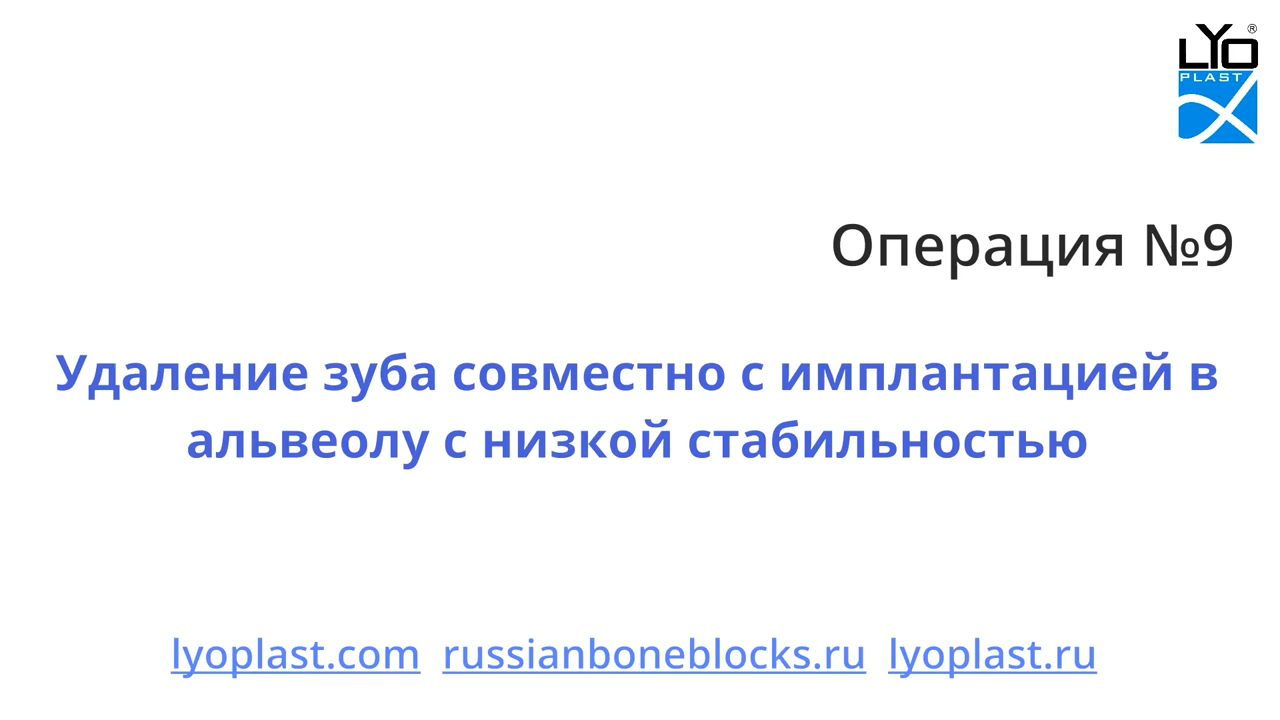 LYO®
PLAST
Операция №9
Удаление зуба совместно с имплантацией в
альвеолу с низкой стабильностью
lyoplast.com russianboneblocks.ru lyoplast.ru